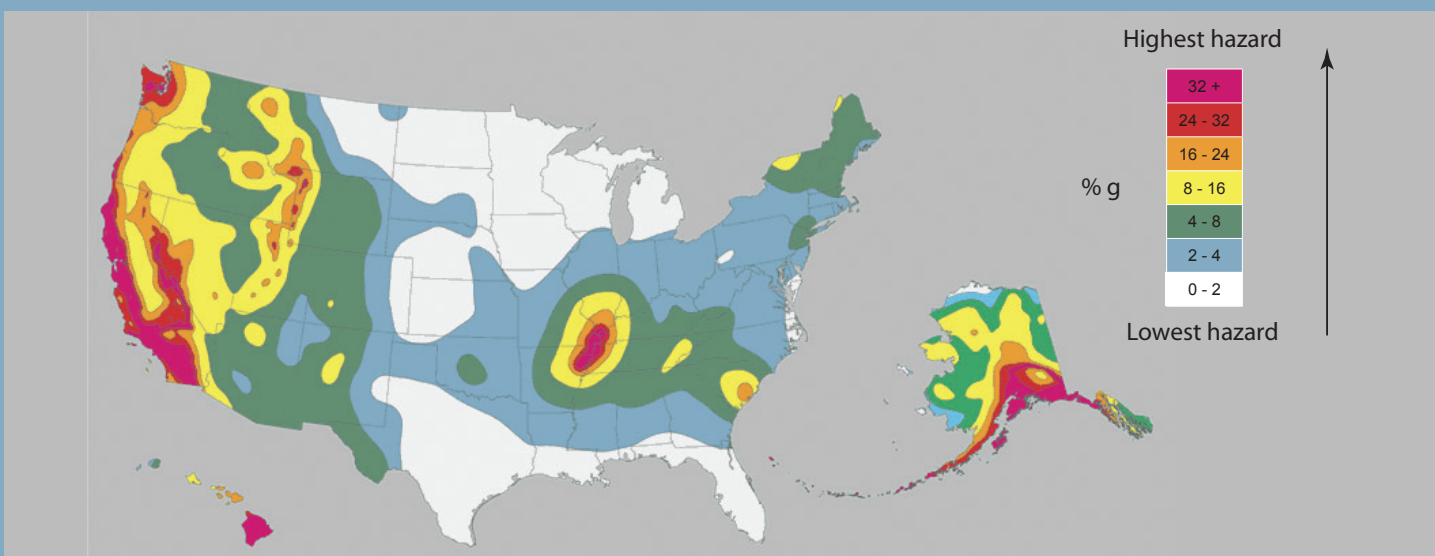 Highest hazard
32 +
24 - 32
16 - 24
% g
8 - 16
4 - 8
2 - 4
0 - 2
Lowest hazard